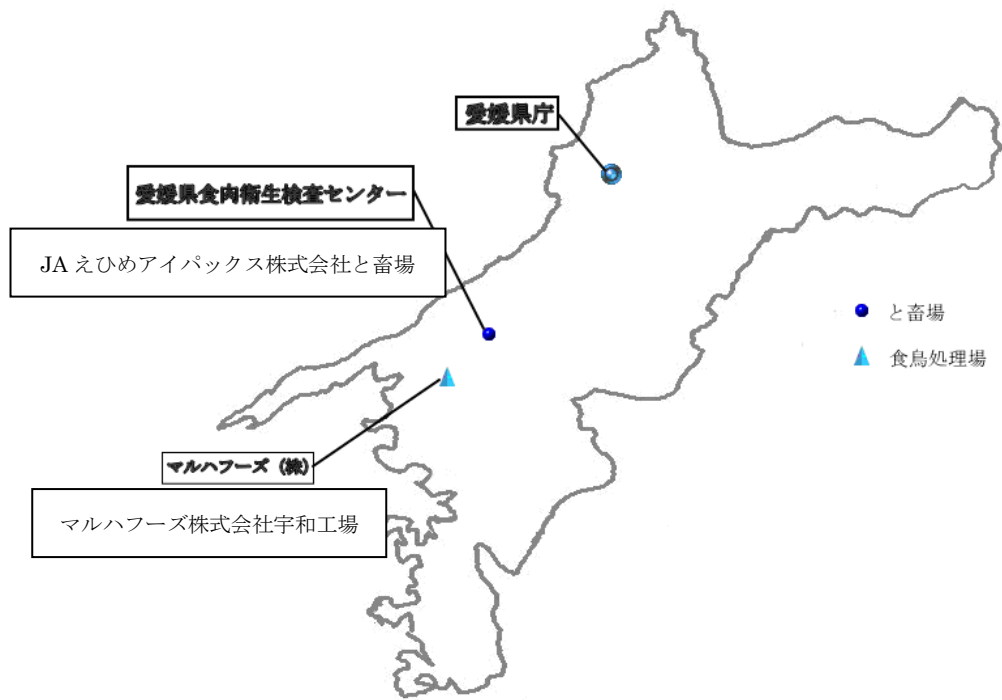 愛媛県庁
愛媛県食肉衛生検査センター
JA えひめアイパックス株式会社と畜場
と畜場
食鳥処理場
マルハフーズ（株）
マルハフーズ株式会社宇和工場